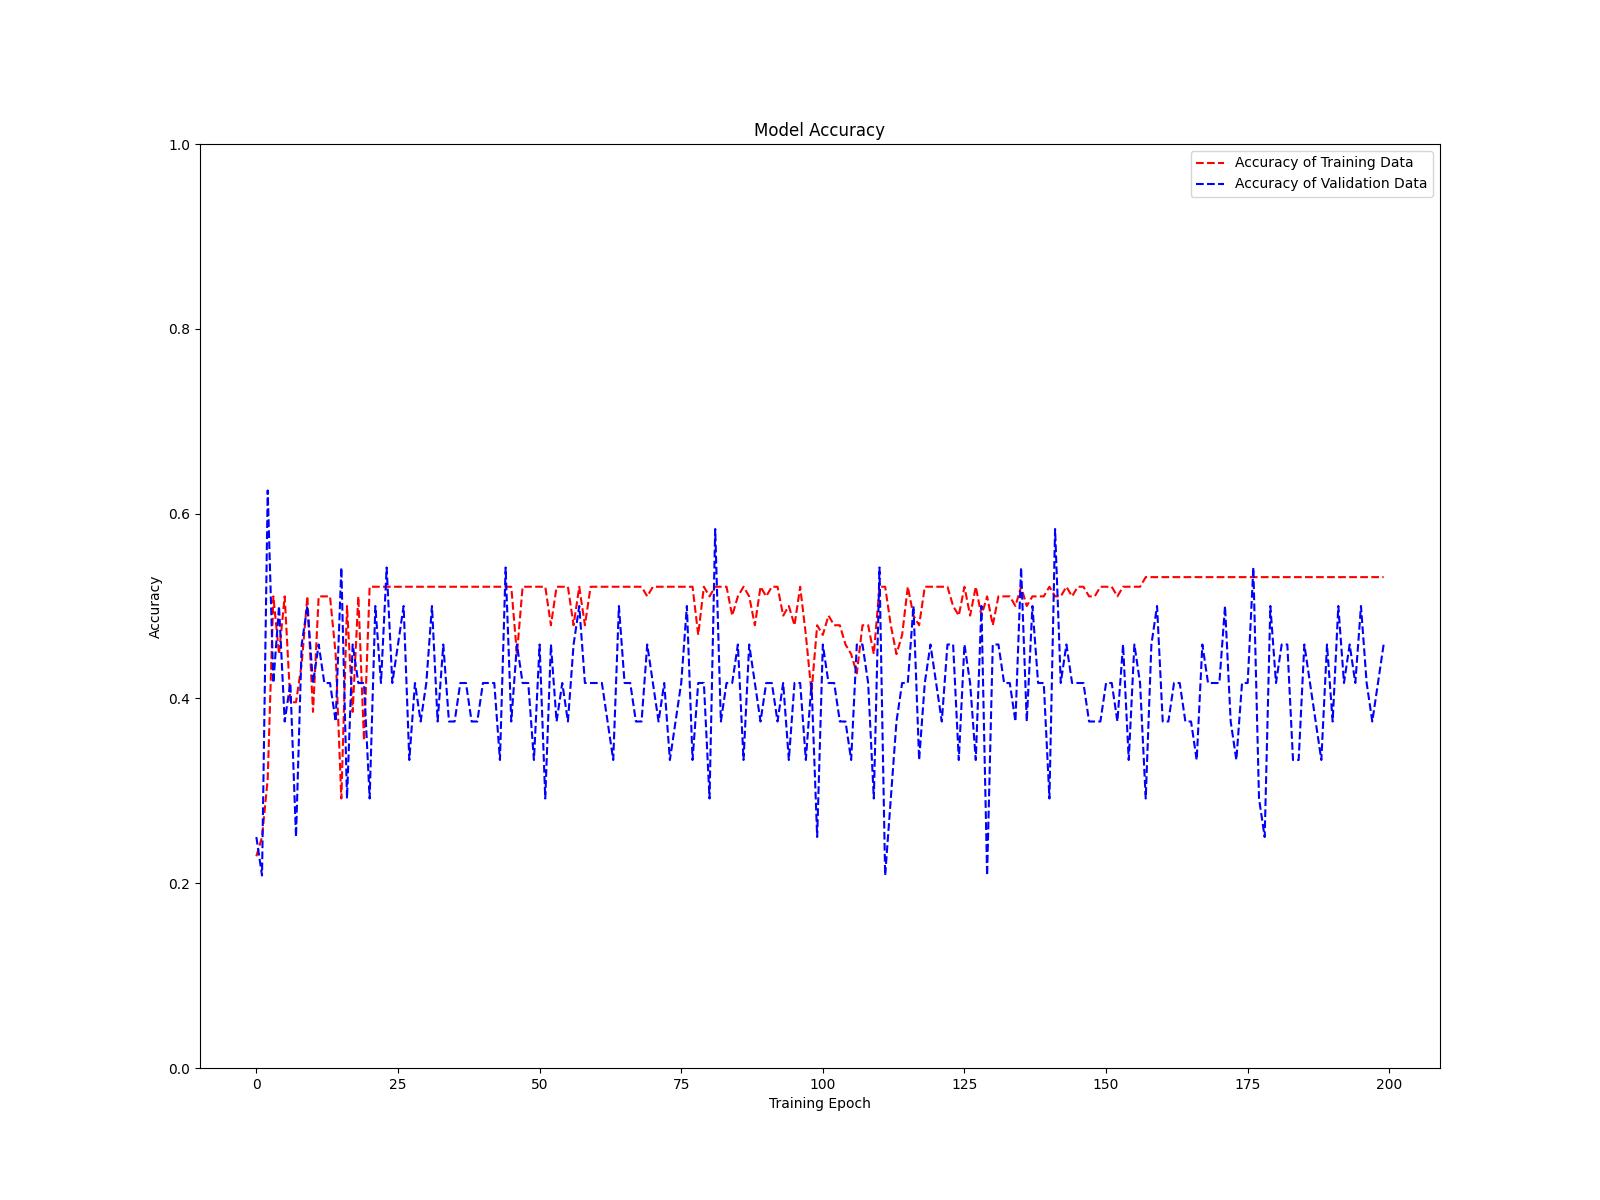 Model Accuracy
Accuracy of Training Data
Accuracy of Validation Data
1.0
0.8
0.6
0.4
0.2
0.0
Accuracy
0 25 50 75 100 125 150 175 200
Training Epoch